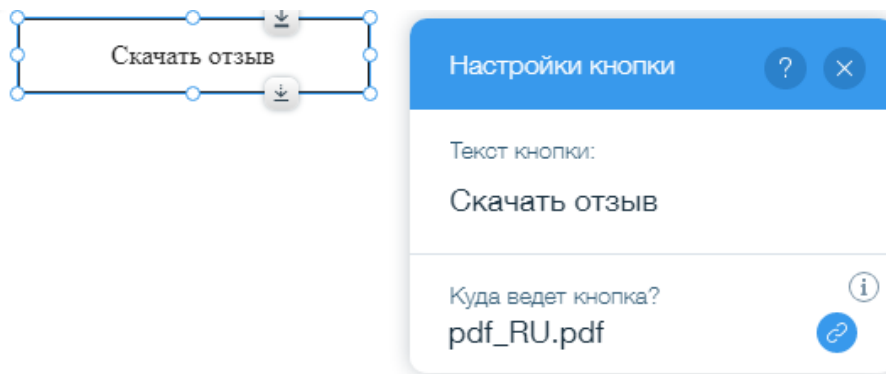 Скачать отзыв
Настройки кнопки
?
Текст кнопки:
Скачать отзыв
Куда ведет кнопка?
i
pdf_RU.pdf